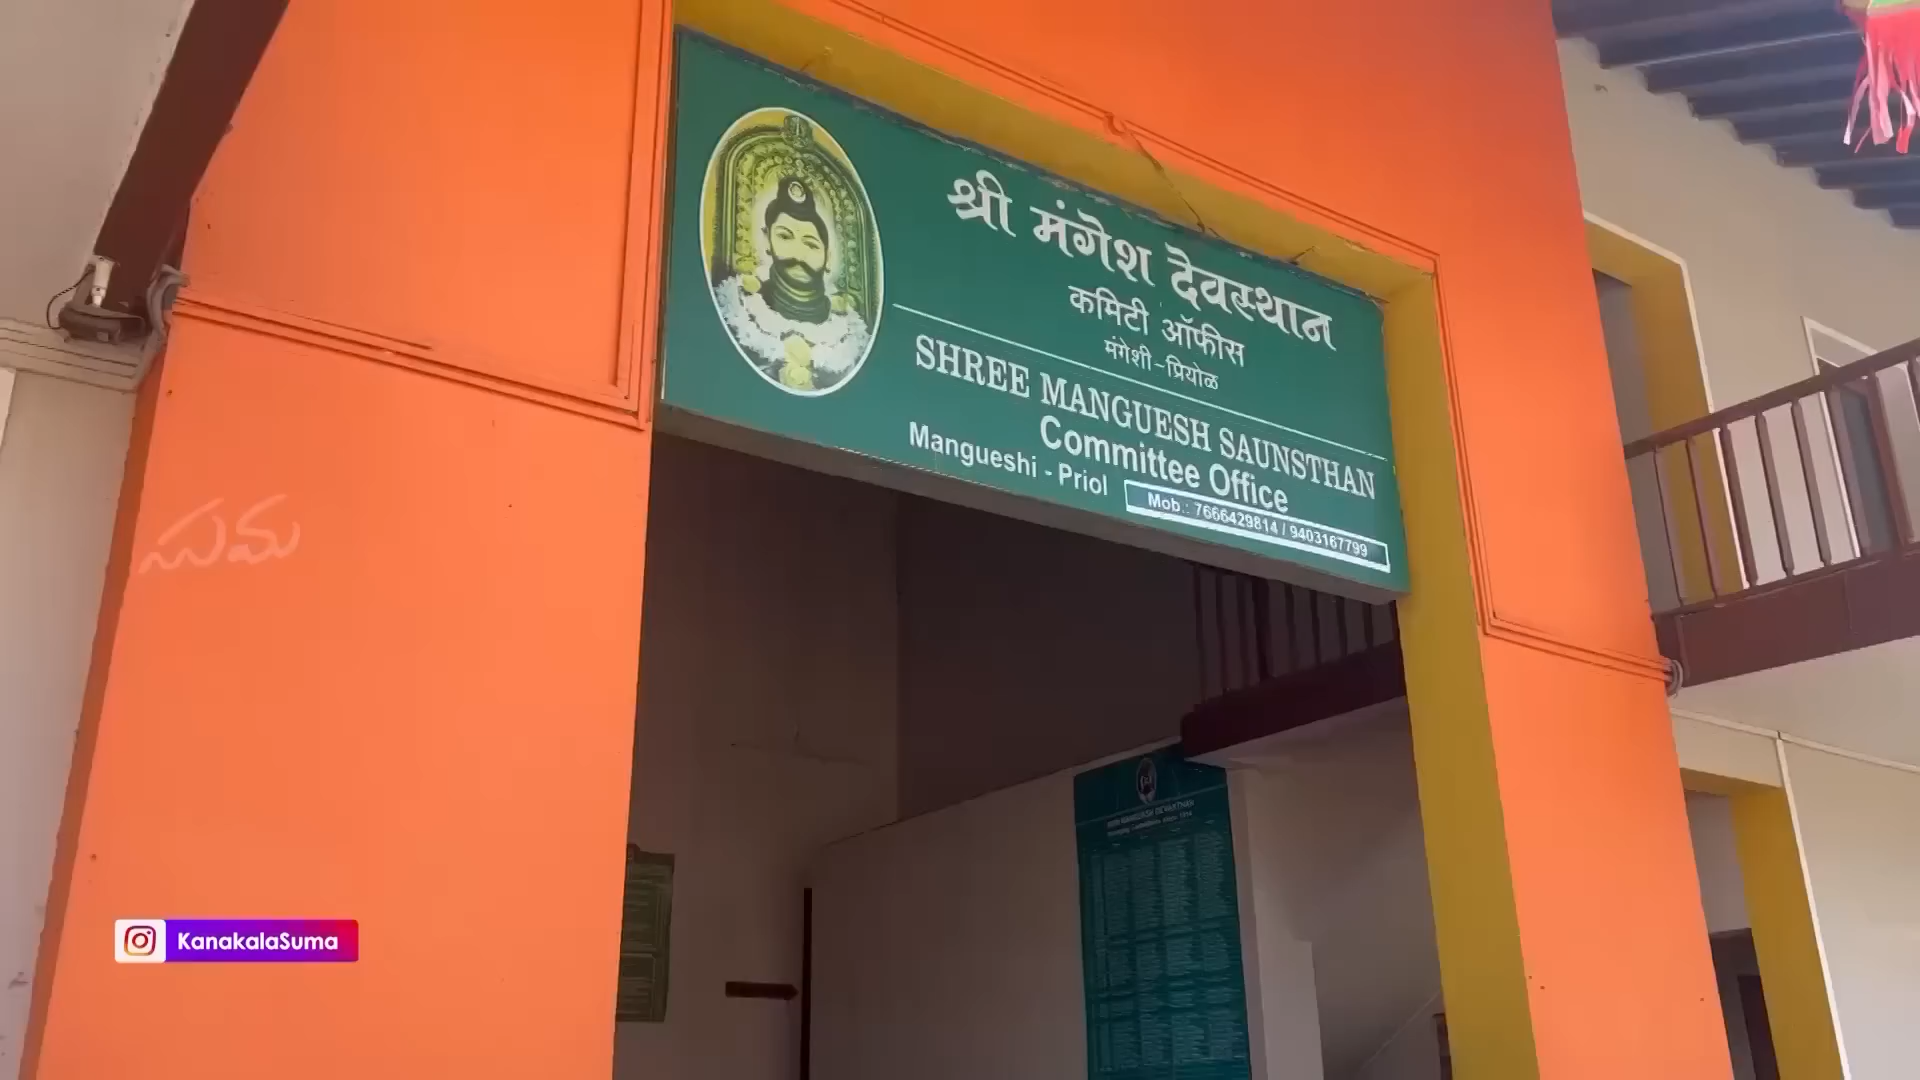 श्री मंगेश देवस्थान
कमिटी ऑफीस
मंगेशी-प्रियोळ
SHREE MANGUESH SAUNSTHAN
Committee Office
Mangueshi - Priol
Mob.: 7666429814 / 9403167799
సుమ
KanakalaSuma